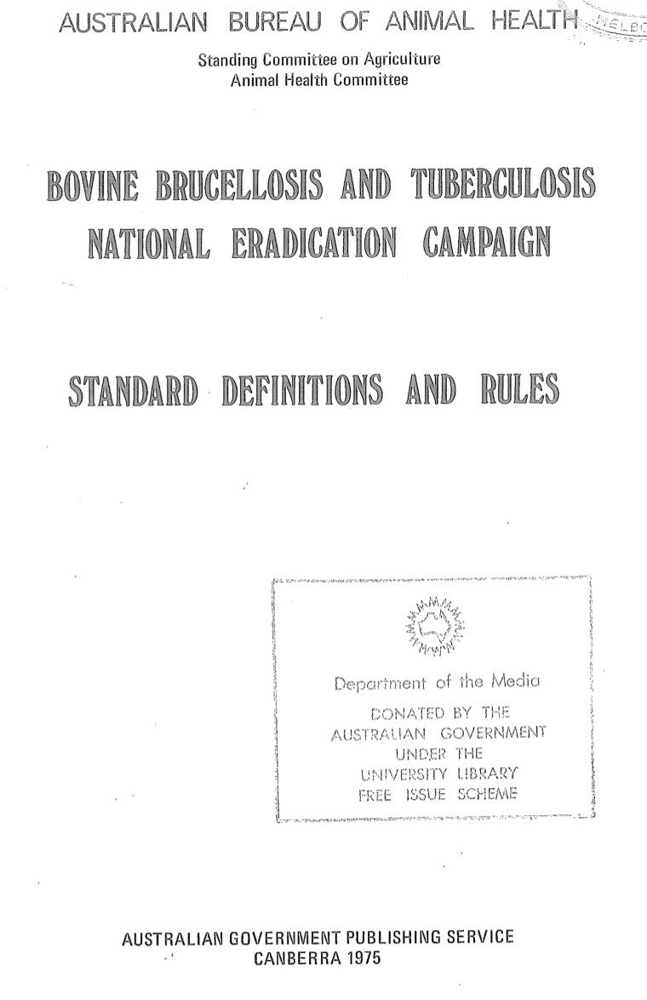 AUSTRALIAN BUREAU OF ANIMAL HEALTH
Standing Committee on Agriculture
Animal Health Committee
BOVINE BRUCELLOSIS AND TUBERCULOSIS
NATIONAL ERADICATION CAMPAIGN
STANDARD DEFINITIONS AND RULES
Department of the Media
DONATED BY THE
AUSTRALIAN GOVERNMENT
UNDER THE
UNIVERSITY LIBRARY
FREE ISSUE SCHEME
AUSTRALIAN GOVERNMENT PUBLISHING SERVICE
CANBERRA 1975